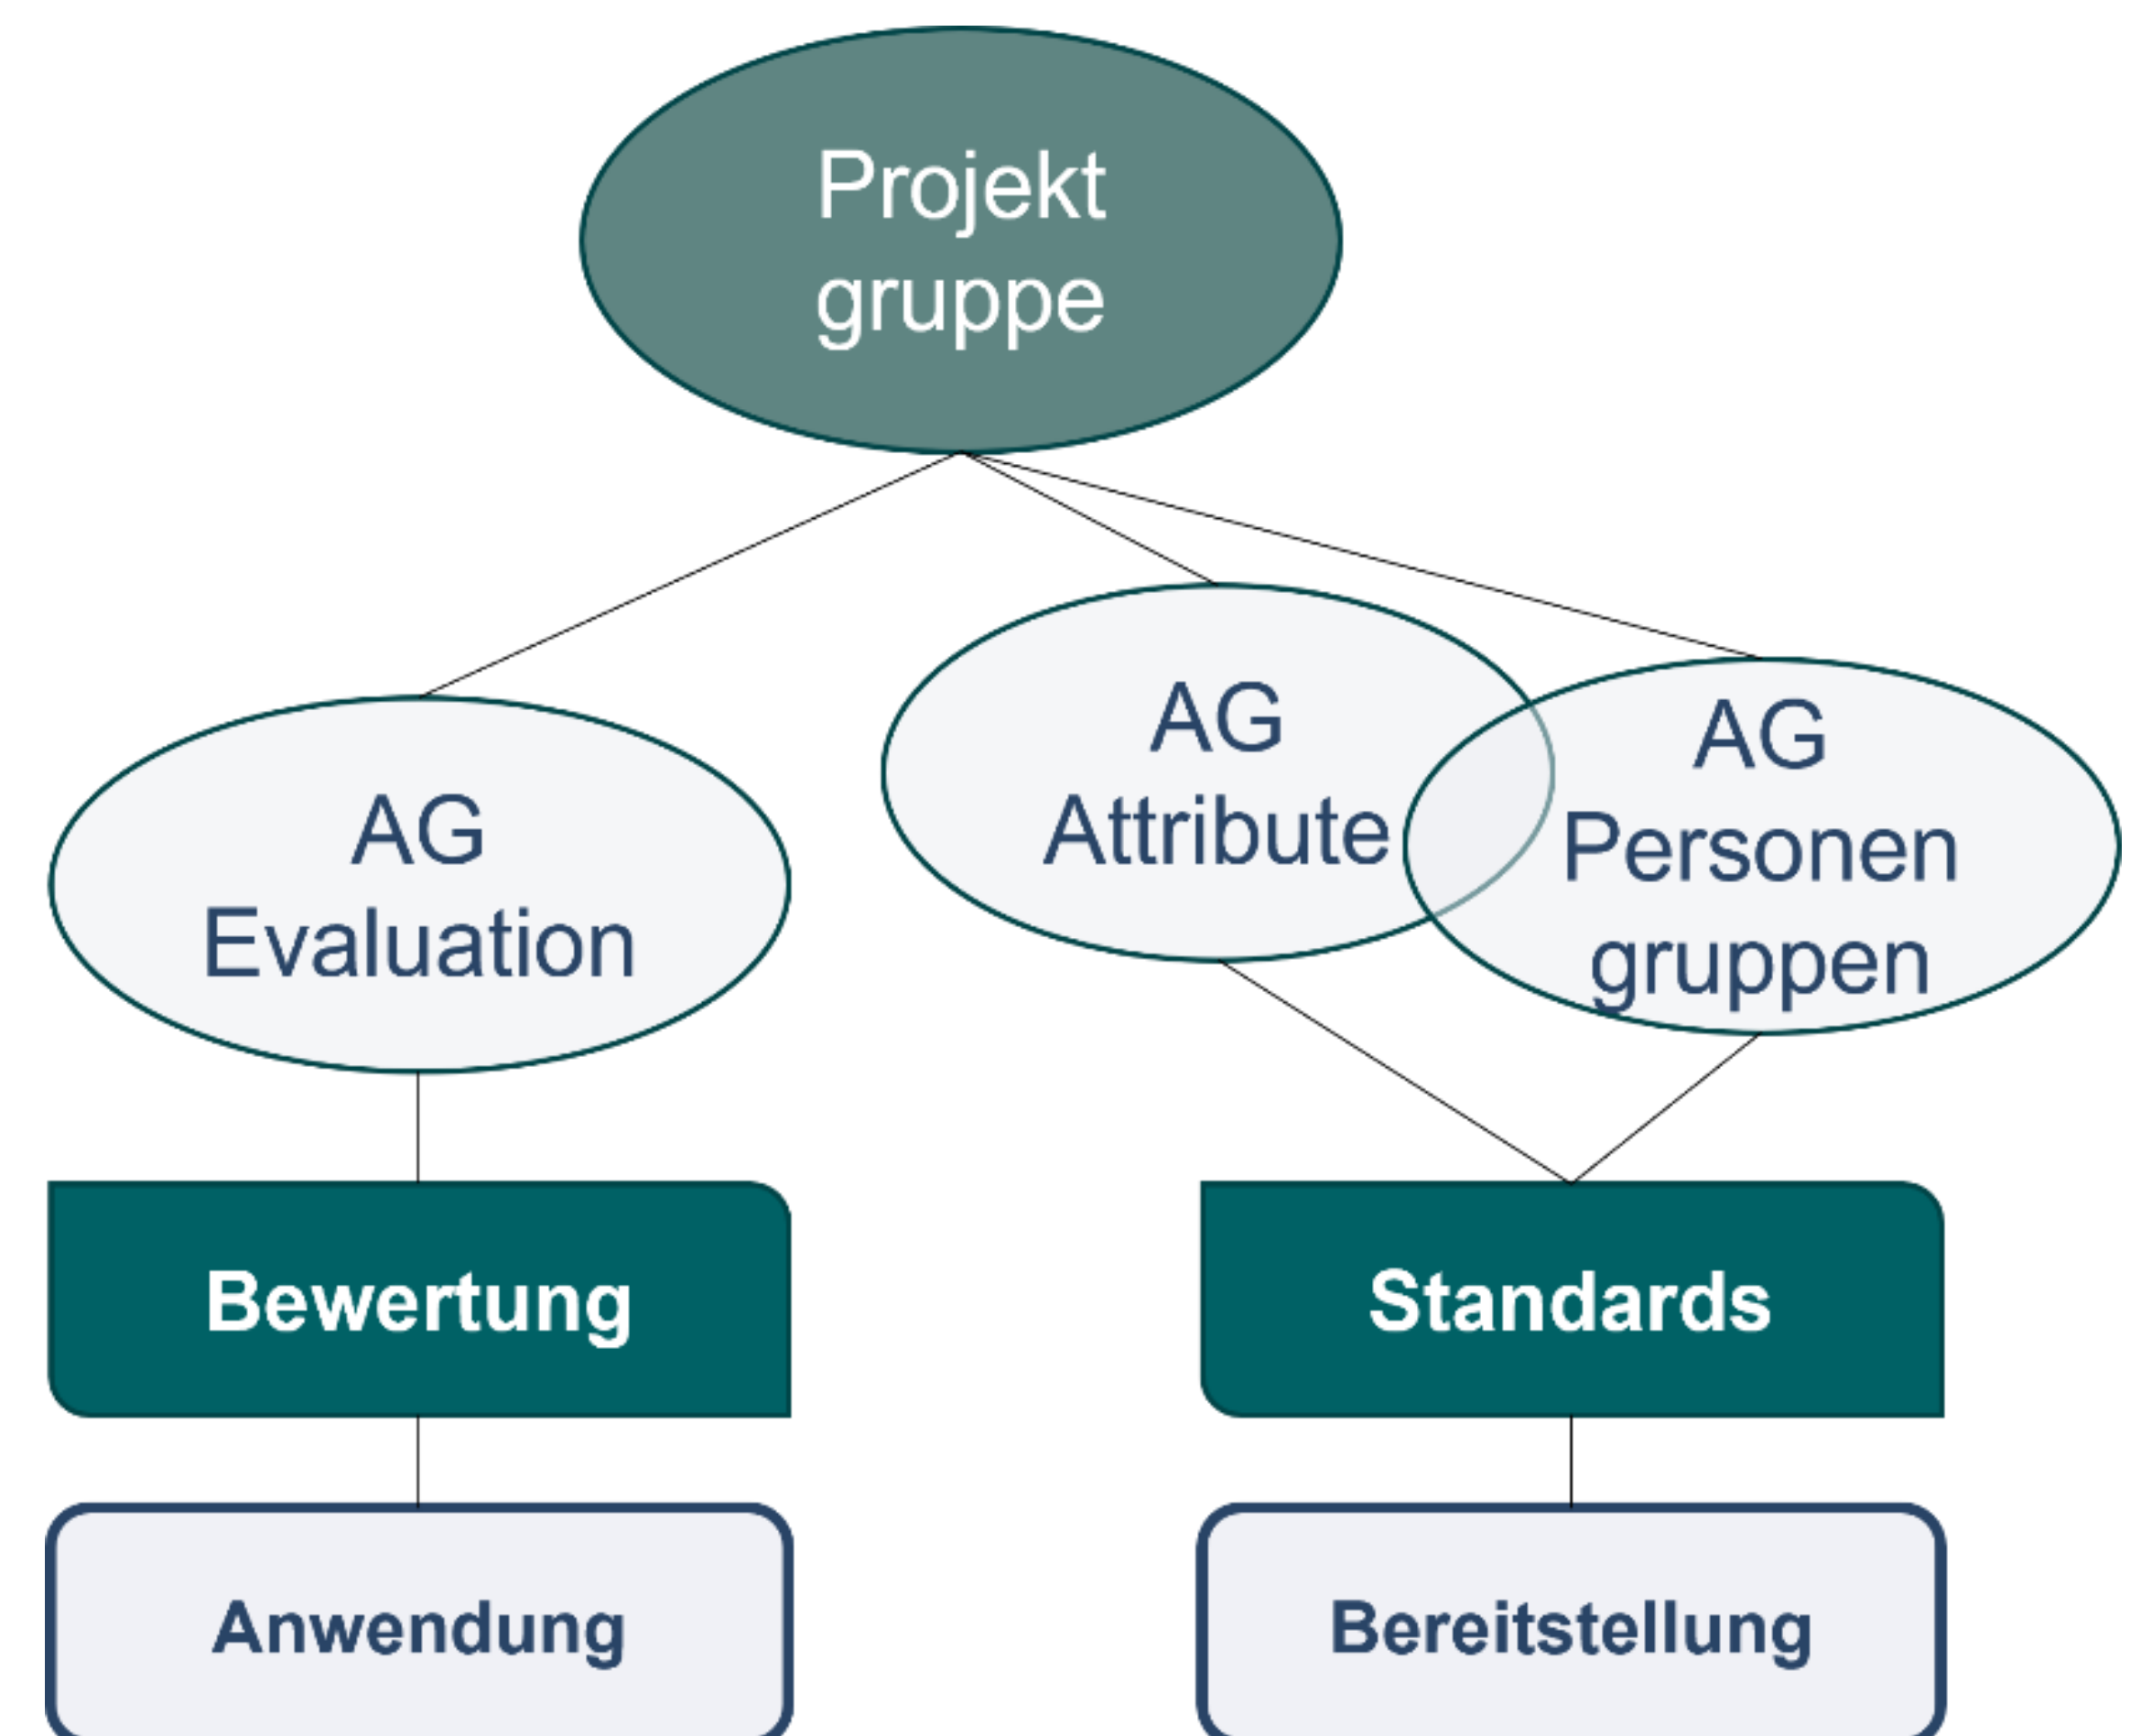 Projekt
gruppe
AG
Evaluation
AG
Attribute
AG
Personen
gruppen
Bewertung
Standards
Anwendung
Bereitstellung